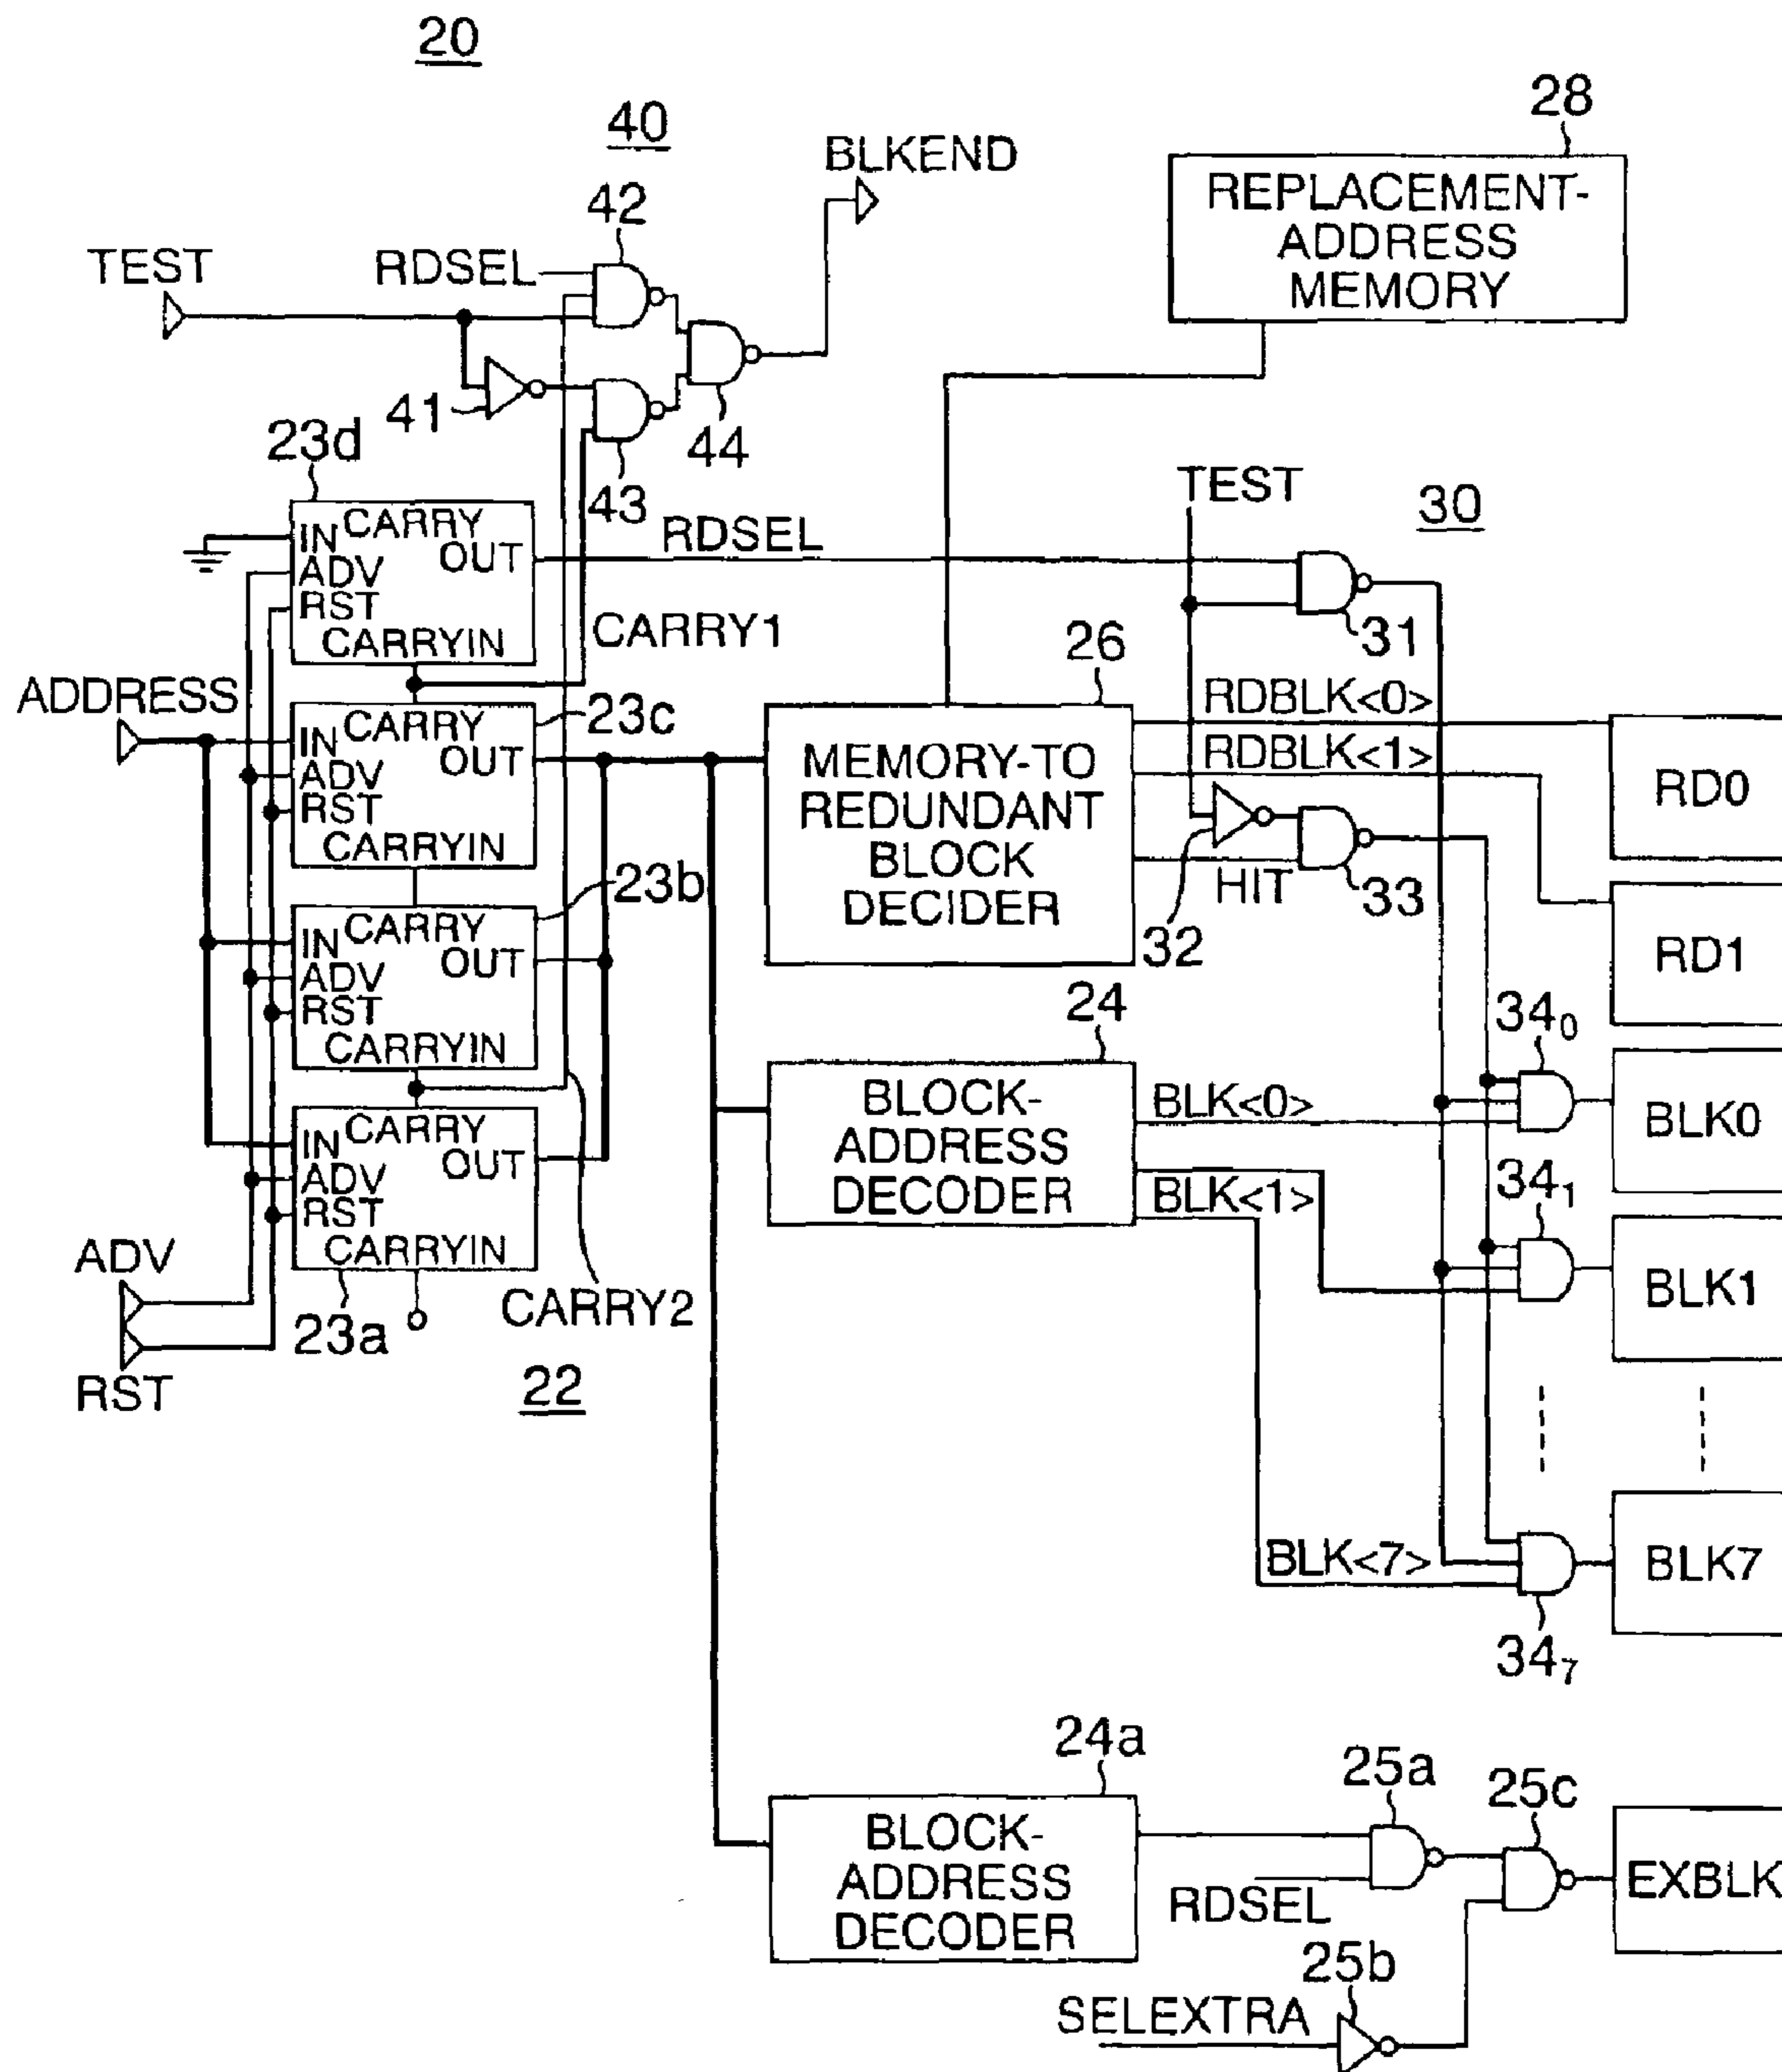 20
40
28
BLKEND
42
REPLACEMENT-
ADDRESS
MEMORY
TEST
RDSEL
41
44
43
23d
TEST
30
IN
CARRY
OUT
ADV
RST
CARRYIN
RDSEL
31
CARRY1
26
ADDRESS
RDBLK<0>
23c
IN
CARRY
OUT
ADV
RST
CARRYIN
MEMORY-TO
REDUNDANT
BLOCK
DECIDER
RDBLK<1>
RD0
HIT
33
32
23b
IN
CARRY
OUT
ADV
RST
CARRYIN
RD1
24
34₀
BLOCK-
ADDRESS
DECODER
BLK<0>
BLK0
IN
CARRY
OUT
ADV
RST
CARRYIN
BLK<1>
34₁
BLK1
ADV
RST
23a
CARRY2
22
BLK<7>
BLK7
34₇
24a
25a
25c
BLOCK-
ADDRESS
DECODER
RDSEL
EXBLK
25b
SELEXTRA